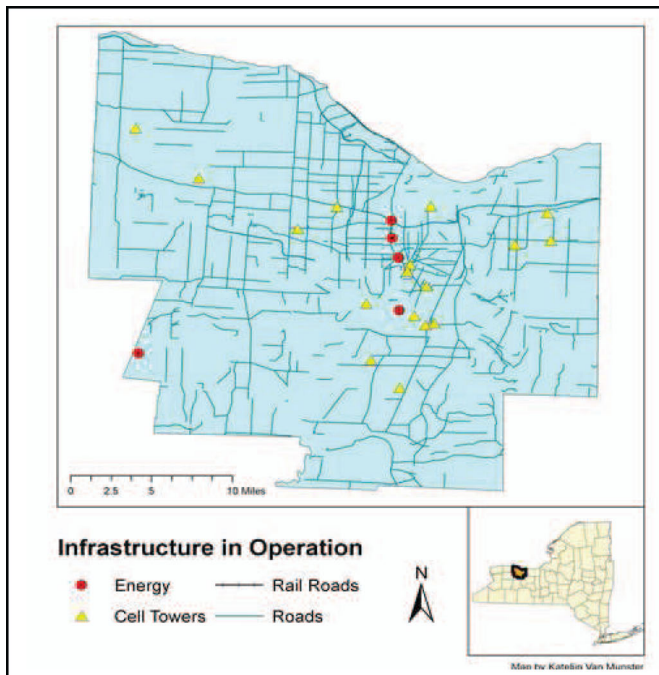 0 2.5 5 10 Miles
Infrastructure in Operation
Energy Rail Roads
Cell Towers Roads
N
Map by Katelijn Van Munster